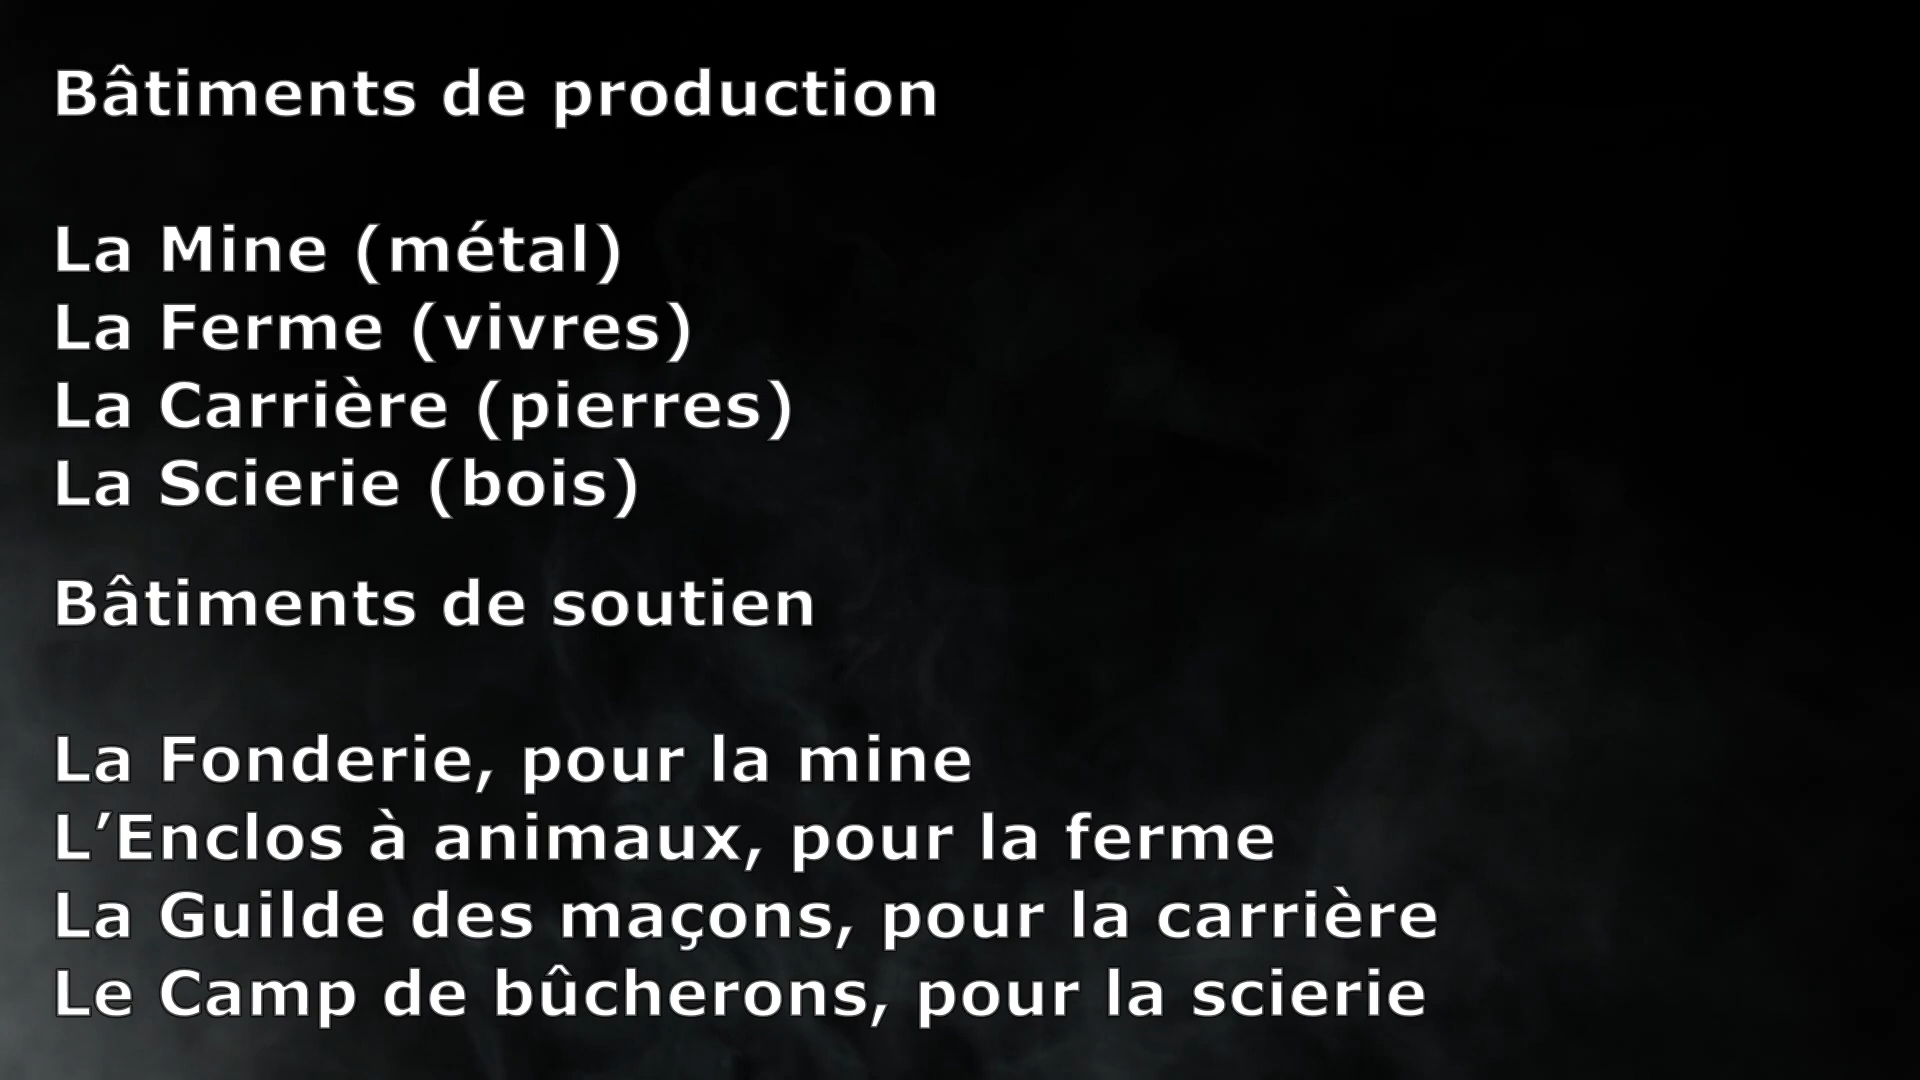 Bâtiments de production
La Mine (métal)
La Ferme (vivres)
La Carrière (pierres)
La Scierie (bois)
Bâtiments de soutien
La Fonderie, pour la mine
L’Enclos à animaux, pour la ferme
La Guilde des maçons, pour la carrière
Le Camp de bûcherons, pour la scierie